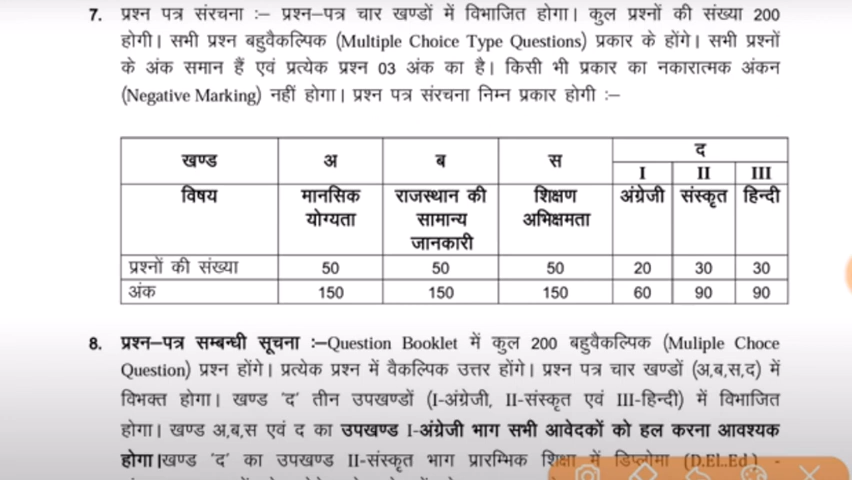 7. प्रश्न पत्र संरचना :– प्रश्न–पत्र चार खण्डों में विभाजित होगा। कुल प्रश्नों की संख्या 200
होगी। सभी प्रश्न बहुवैकल्पिक (Multiple Choice Type Questions) प्रकार के होंगे। सभी प्रश्नों
के अंक समान हैं एवं प्रत्येक प्रश्न 03 अंक का है। किसी भी प्रकार का नकारात्मक अंकन
(Negative Marking) नहीं होगा। प्रश्न पत्र संरचना निम्न प्रकार होगी :–
खण्ड अ ब स द
I II III
विषय मानसिक योग्यता राजस्थान की सामान्य जानकारी शिक्षण अभिक्षमता अंग्रेजी संस्कृत हिन्दी
प्रश्नों की संख्या 50 50 50 20 30 30
अंक 150 150 150 60 90 90
8. प्रश्न–पत्र सम्बन्धी सूचना :–Question Booklet में कुल 200 बहुवैकल्पिक (Muliple Choce
Question) प्रश्न होंगे। प्रत्येक प्रश्न में वैकल्पिक उत्तर होंगे। प्रश्न पत्र चार खण्डों (अ,ब,स,द) में
विभक्त होगा। खण्ड ‘द’ तीन उपखण्डों (I-अंग्रेजी, II-संस्कृत एवं III-हिन्दी) में विभाजित
होगा। खण्ड अ,ब,स एवं द का उपखण्ड I-अंग्रेजी भाग सभी आवेदकों को हल करना आवश्यक
होगा।खण्ड ‘द’ का उपखण्ड II-संस्कृत भाग प्रारम्भिक शिक्षा में डिप्लोमा (D.EL.Ed) -